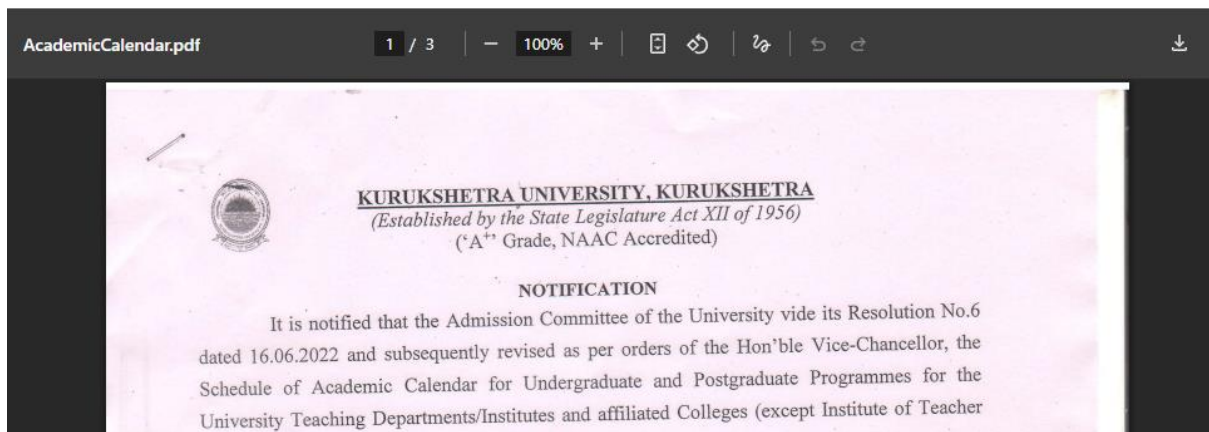 AcademicCalendar.pdf
1 / 3
100%
KURUKSHETRA UNIVERSITY, KURUKSHETRA
(Established by the State Legislature Act XII of 1956)
(‘A⁺’ Grade, NAAC Accredited)
NOTIFICATION
It is notified that the Admission Committee of the University vide its Resolution No.6
dated 16.06.2022 and subsequently revised as per orders of the Hon’ble Vice-Chancellor, the
Schedule of Academic Calendar for Undergraduate and Postgraduate Programmes for the
University Teaching Departments/Institutes and affiliated Colleges (except Institute of Teacher